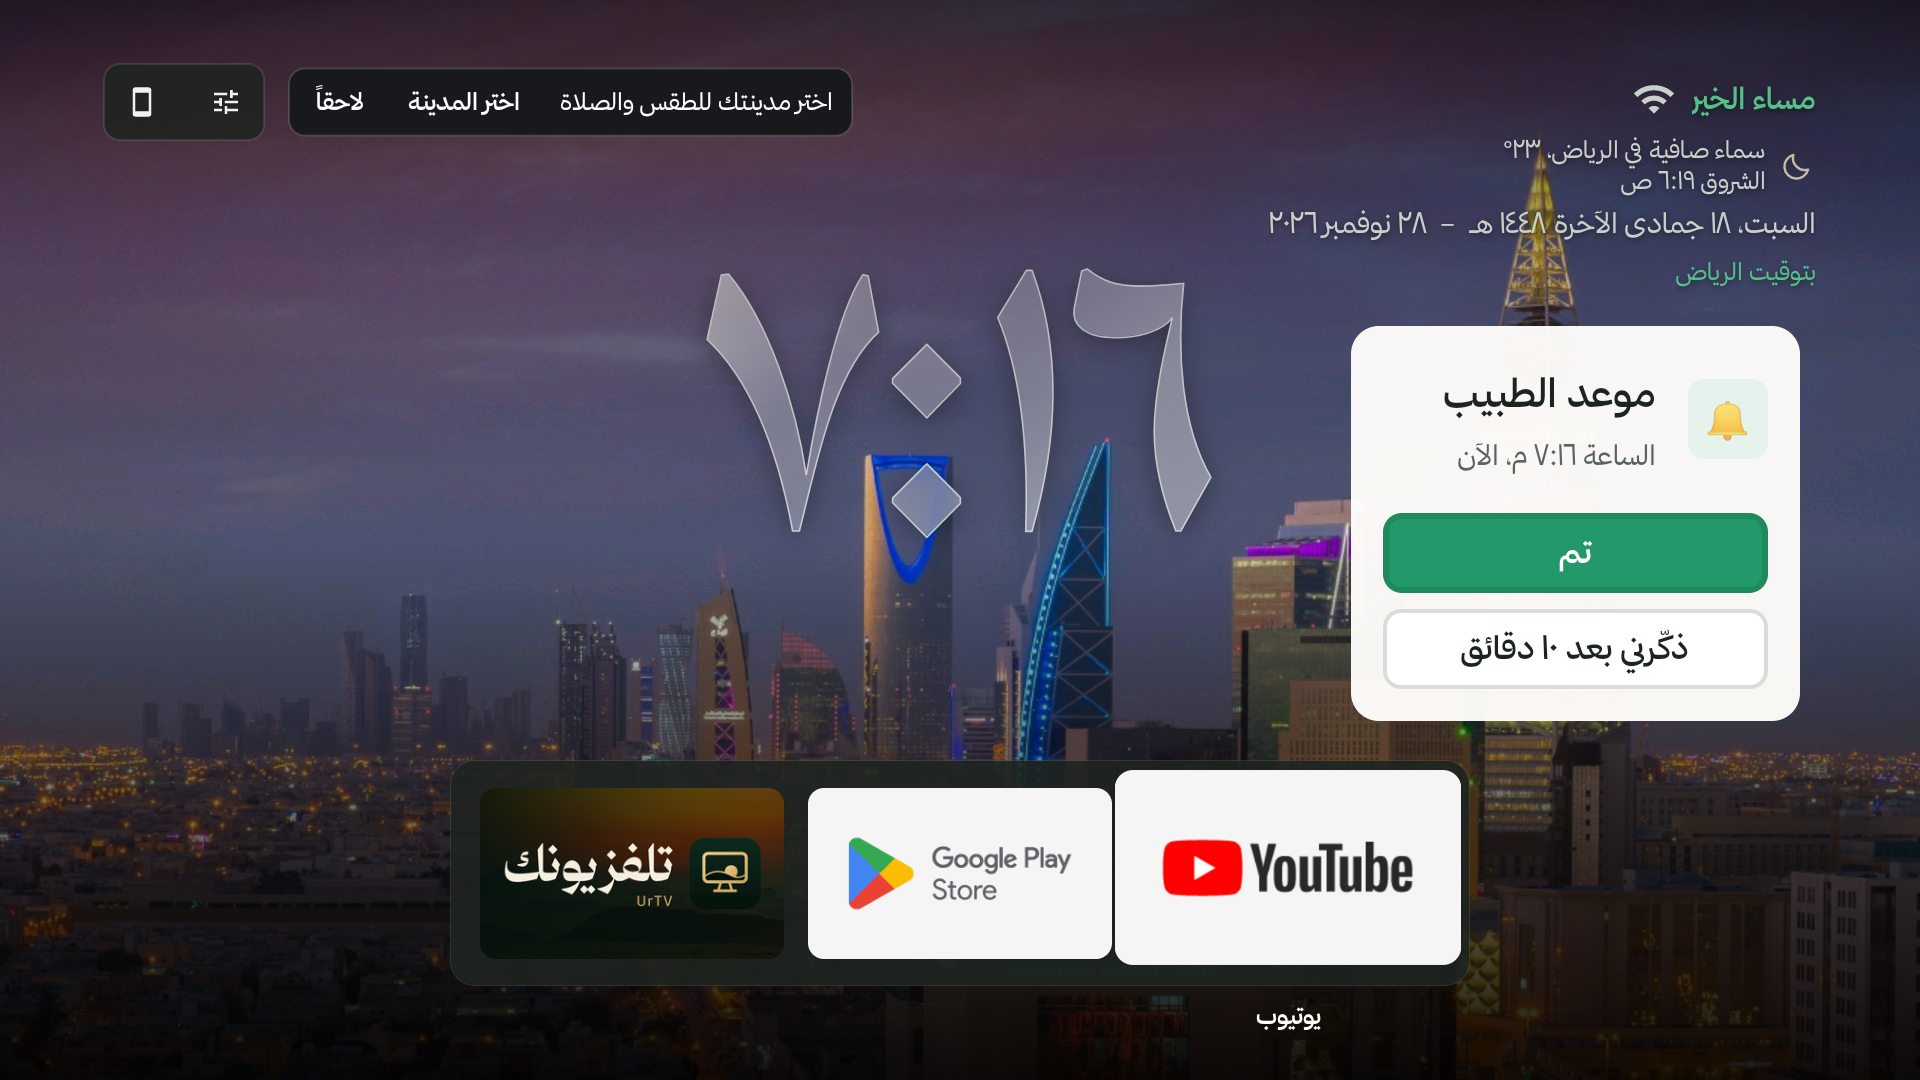 مساء الخير
سماء صافية في الرياض، ٢٣°
الشروق ٦:١٩ ص
السبت، ١٨ جمادى الآخرة ١٤٤٨ هـ – ٢٨ نوفمبر ٢٠٢٦
بتوقيت الرياض
اختر مدينتك للطقس والصلاة
اختر المدينة
لاحقاً
٧:١٦
موعد الطبيب
الساعة ٧:١٦ م، الآن
تم
ذكّرني بعد ١٠ دقائق
YouTube
Google Play
Store
تلفزيونك
UrTV
يوتيوب